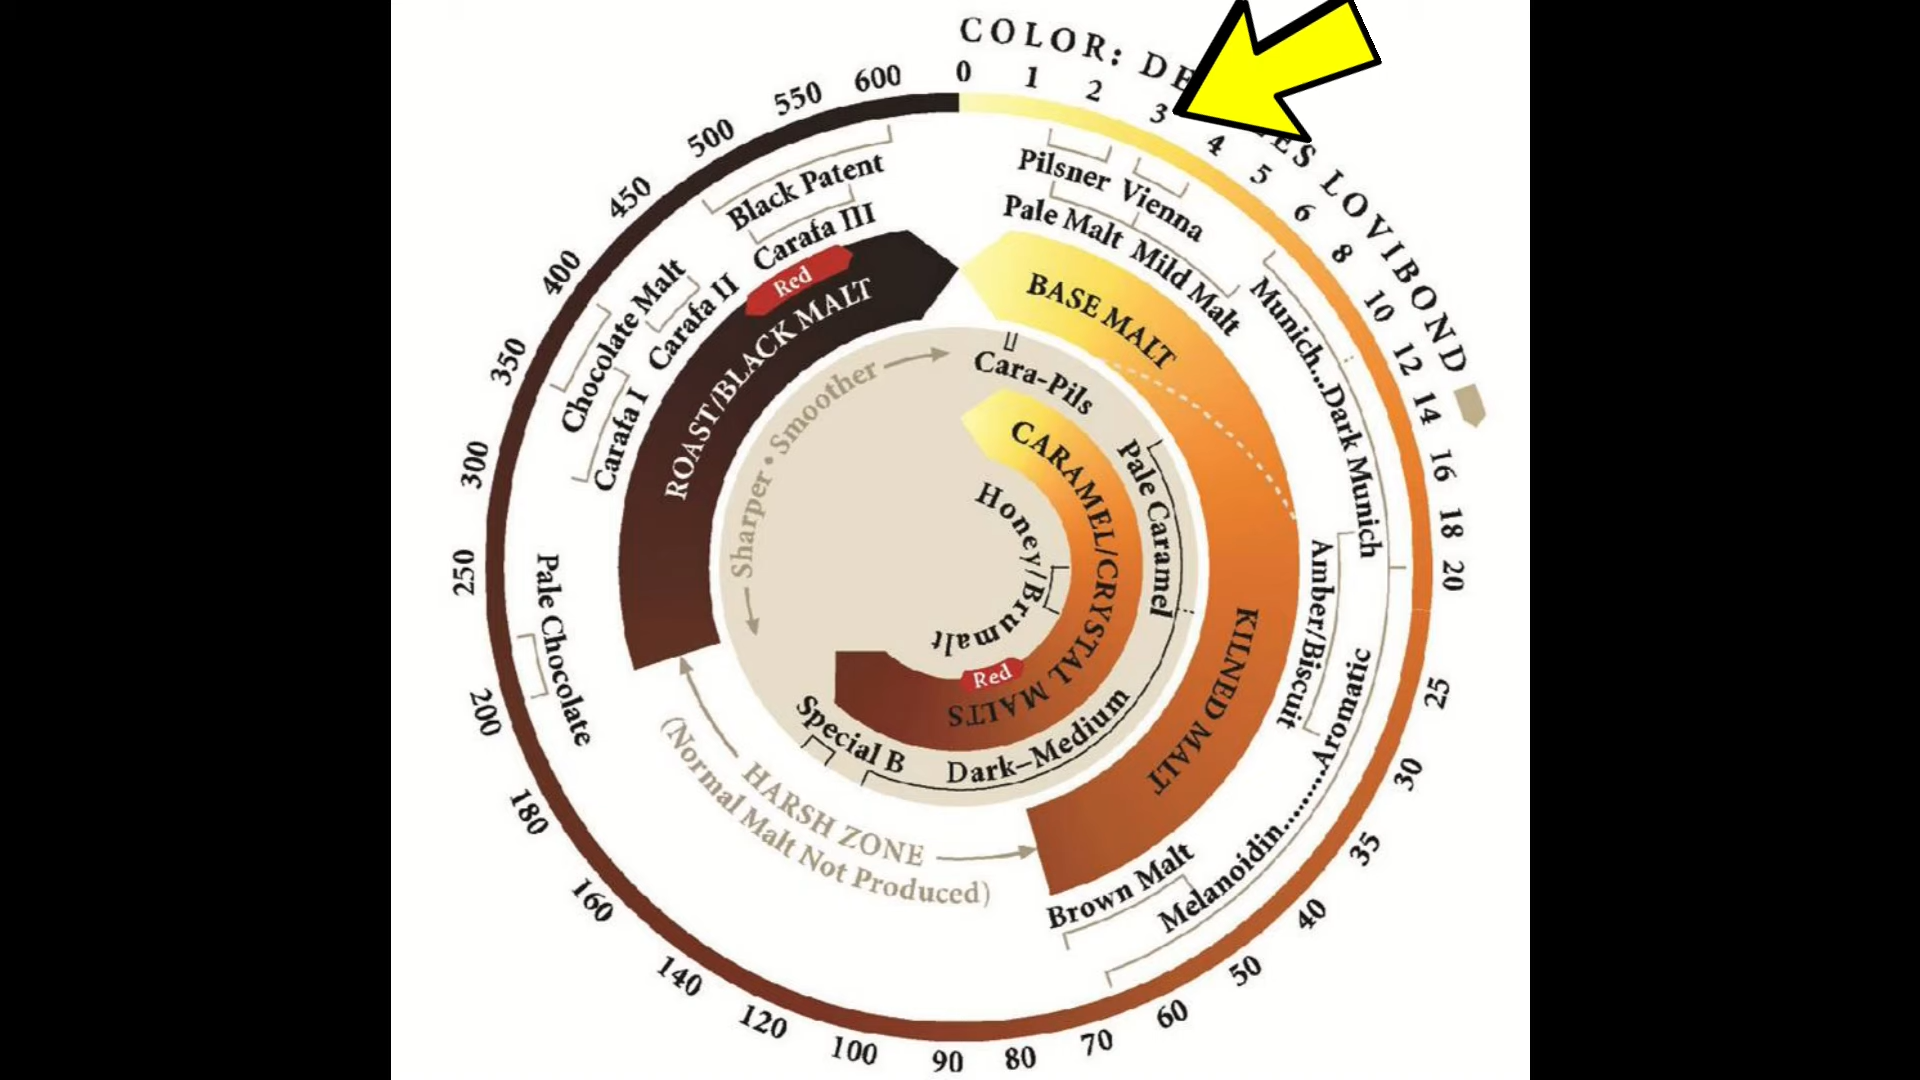 COLOR: DE ES LOVIBOND
0
1
2
3
4
5
6
8
10
12
14
16
18
20
25
30
35
40
50
60
70
80
90
100
120
140
160
180
200
250
300
350
400
450
500
550
600
Pilsner
Vienna
Pale Malt
Mild Malt
Munich...Dark Munich
Amber/Biscuit
Aromatic
Melanoidin
Brown Malt
BASE MALT
KILNED MALT
Cara-Pils
Pale Caramel
CARAMEL/CRYSTAL MALTS
Honey/Brumalt
Red
Dark–Medium
Special B
HARSH ZONE
(Normal Malt Not Produced)
Pale Chocolate
Carafa I
Chocolate Malt
Carafa II
Carafa III
Black Patent
Red
ROAST/BLACK MALT
Sharper • Smoother